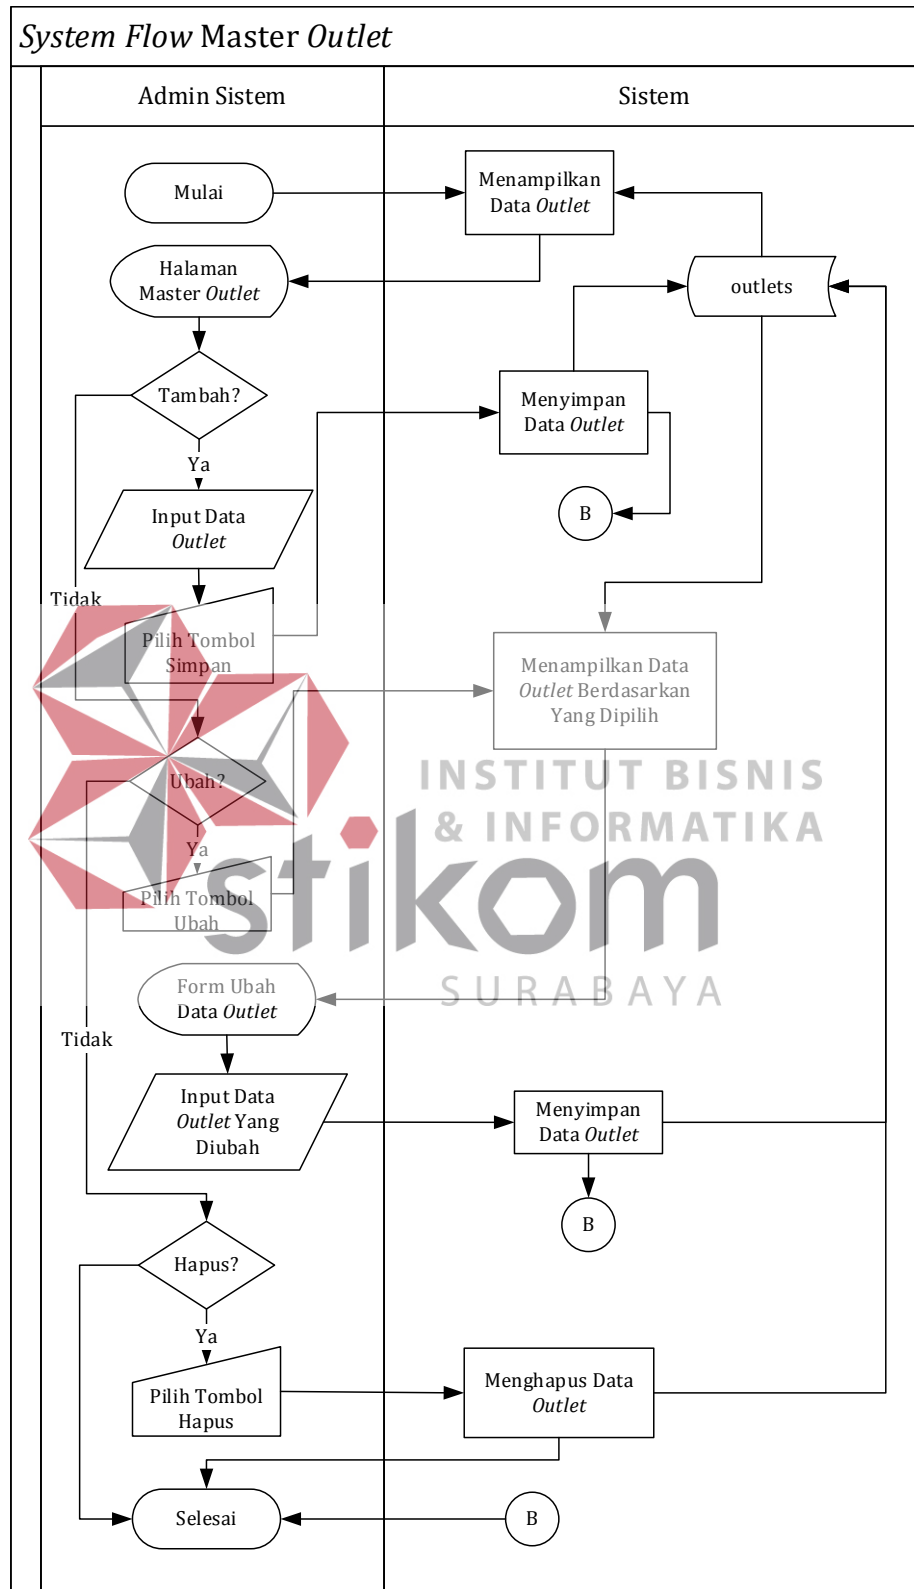 System Flow Master Outlet
Admin Sistem
Sistem
Mulai
Menampilkan
Data Outlet
Halaman
Master Outlet
outlets
Tambah?
Menyimpan
Data Outlet
Ya
B
Input Data
Outlet
Tidak
Pilih Tombol
Simpan
Menampilkan Data
Outlet Berdasarkan
Yang Dipilih
Ubah?
INSTITUT BISNIS
& INFORMATIKA
Ya
stikom
Pilih Tombol
Ubah
SURABAYA
Form Ubah
Data Outlet
Tidak
Input Data
Outlet Yang
Diubah
Menyimpan
Data Outlet
B
Hapus?
Ya
Pilih Tombol
Hapus
Menghapus Data
Outlet
Selesai
B